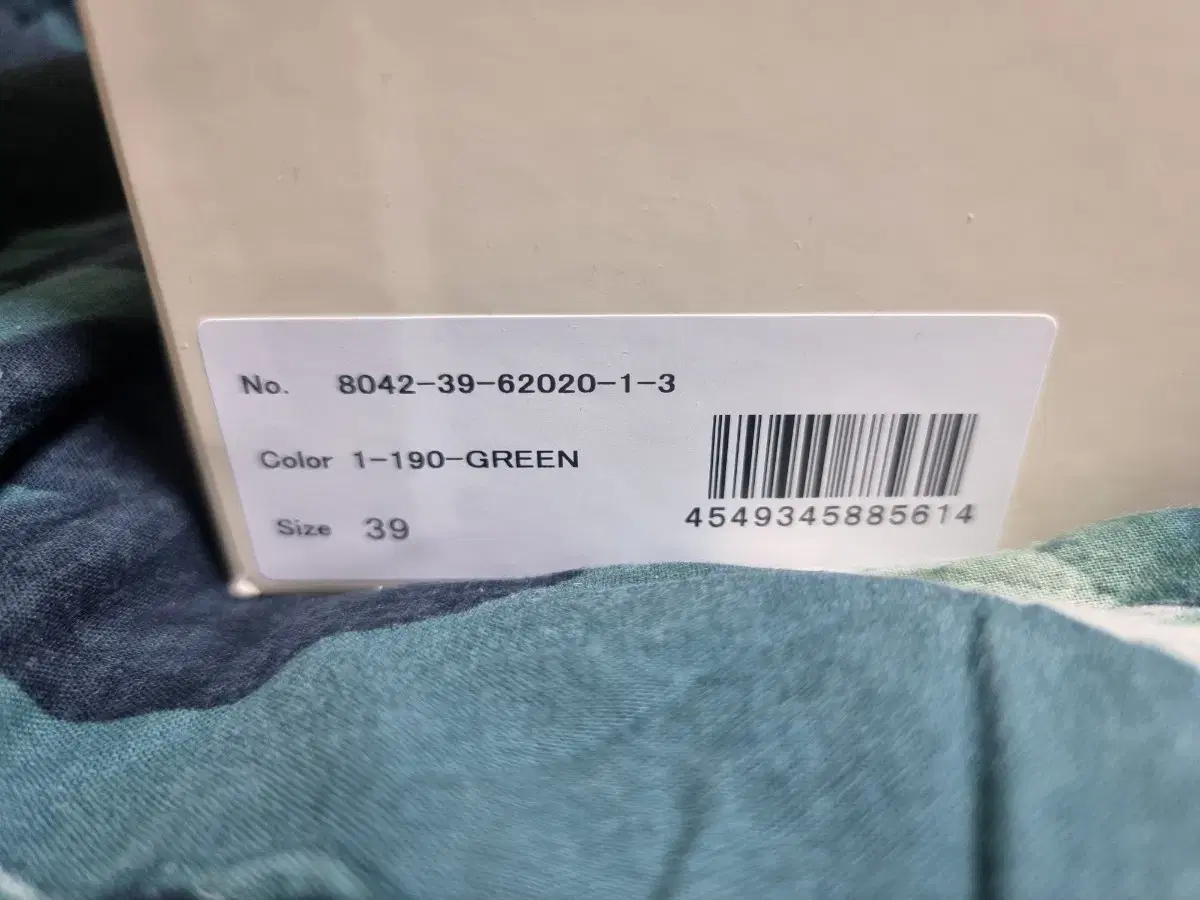 No. 8042-39-62020-1-3
Color 1-190-GREEN
Size 39
4549345885614